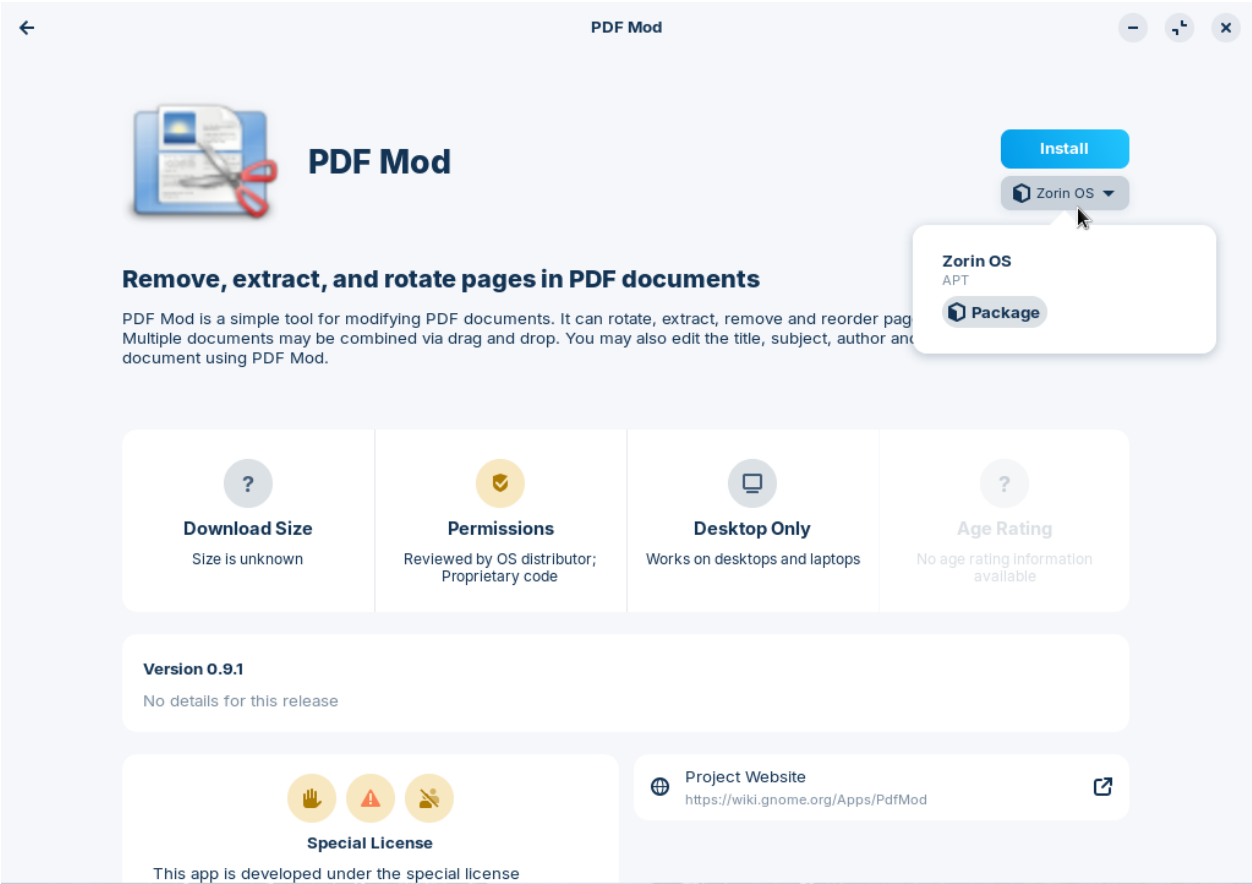 PDF Mod
PDF Mod
Install
Zorin OS
Zorin OS
APT
Package
Remove, extract, and rotate pages in PDF documents
PDF Mod is a simple tool for modifying PDF documents. It can rotate, extract, remove and reorder
Multiple documents may be combined via drag and drop. You may also edit the title, subject, author
document using PDF Mod.
?
Download Size
Size is unknown
Permissions
Reviewed by OS distributor;
Proprietary code
Desktop Only
Works on desktops and laptops
?
Age Rating
No age rating information
available
Version 0.9.1
No details for this release
Special License
This app is developed under the special license
Project Website
https://wiki.gnome.org/Apps/PdfMod